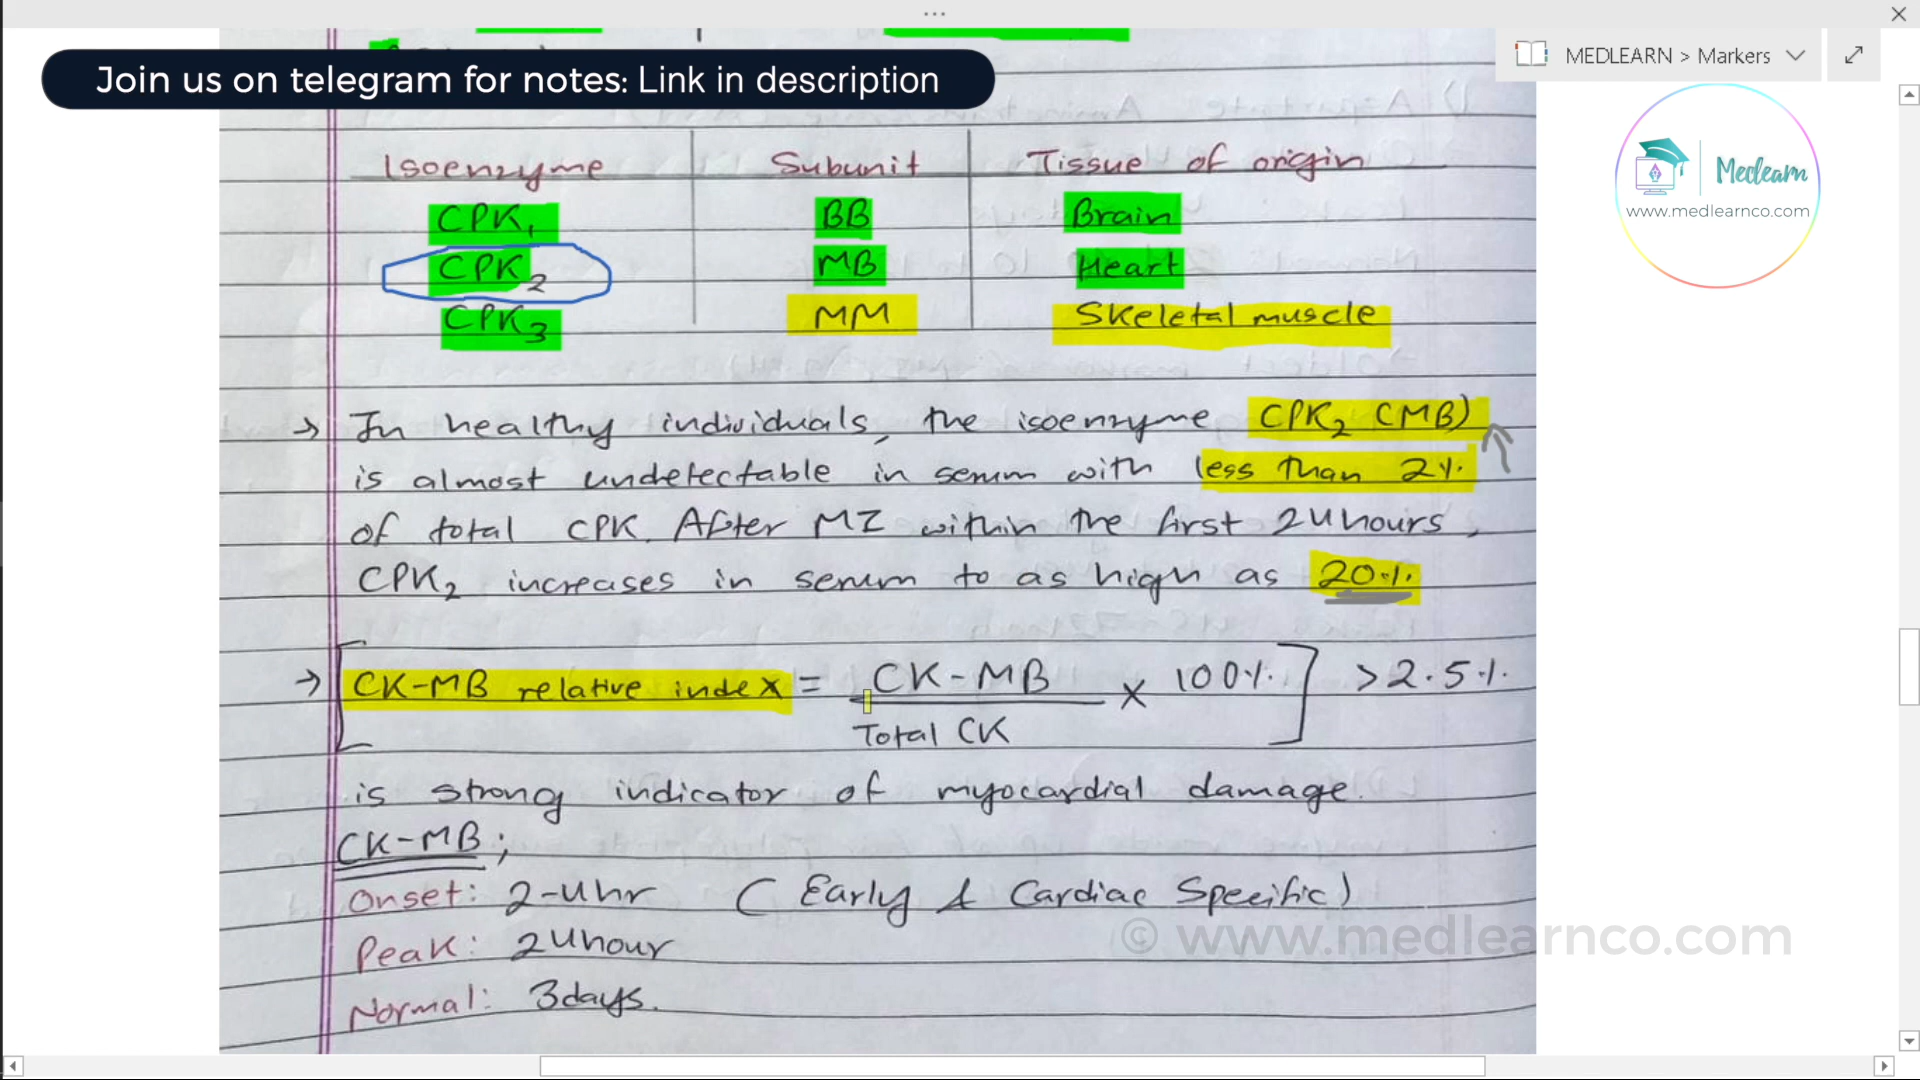 MEDLEARN > Markers
Join us on telegram for notes: Link in description
Medlearn
www.medlearnco.com
Isoenzyme Subunit Tissue of origin
CPK1 BB Brain
CPK2 MB Heart
CPK3 MM Skeletal muscle
→ In healthy individuals, the isoenzyme CPK2 (MB)
is almost undetectable in serum with less than 2%
of total CPK. After MI within the first 24hours,
CPK2 increases in serum to as high as 20%
→ [CK-MB relative index = CK-MB / Total CK × 100%] >2.5%
is strong indicator of myocardial damage.
CK-MB;
Onset: 2-4hr (Early & Cardiac Specific)
Peak: 24hour
Normal: 3days.
© www.medlearnco.com